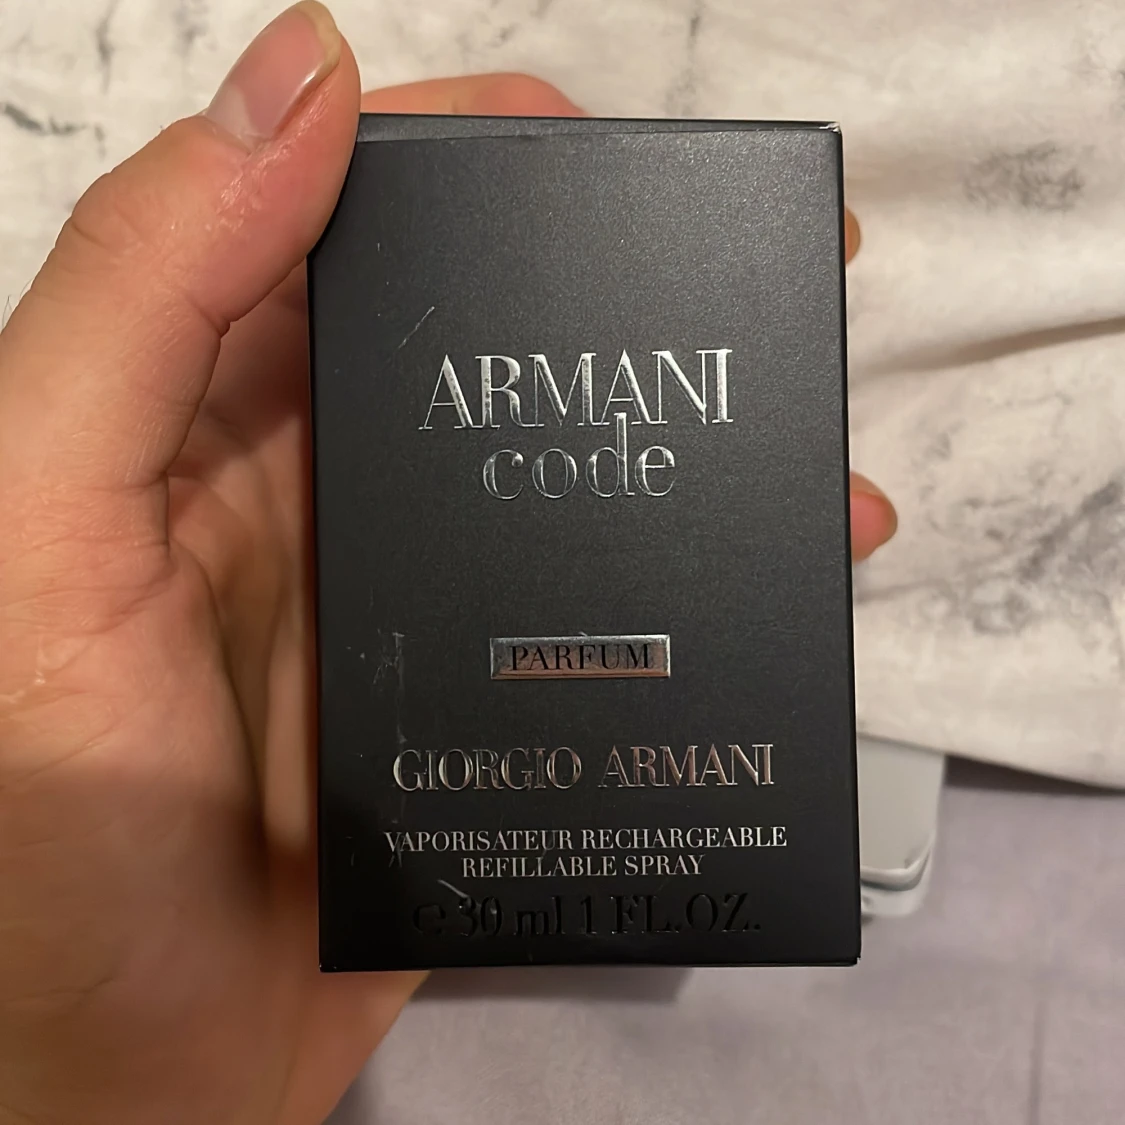 ARMANI
code
PARFUM
GIORGIO ARMANI
VAPORISATEUR RECHARGEABLE
REFILLABLE SPRAY
℮ 30 ml 1 FL.OZ.